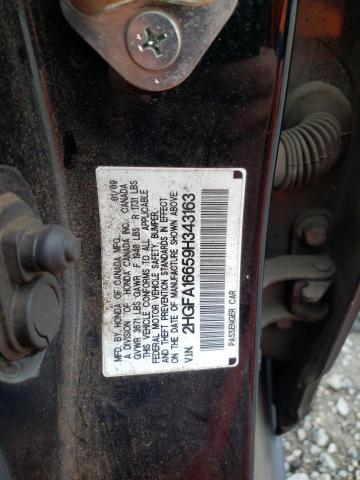 MFD. BY HONDA OF CANADA MFG. 01/09
A DIVISION OF HONDA CANADA INC. CANADA
GVWR 3671 LBS GAWR F 1940 LBS R 1731 LBS
THIS VEHICLE CONFORMS TO ALL APPLICABLE
FEDERAL MOTOR VEHICLE SAFETY, BUMPER,
AND THEFT PREVENTION STANDARDS IN EFFECT
ON THE DATE OF MANUFACTURE SHOWN ABOVE.
VIN:
2HGFA16659H343163
PASSENGER CAR